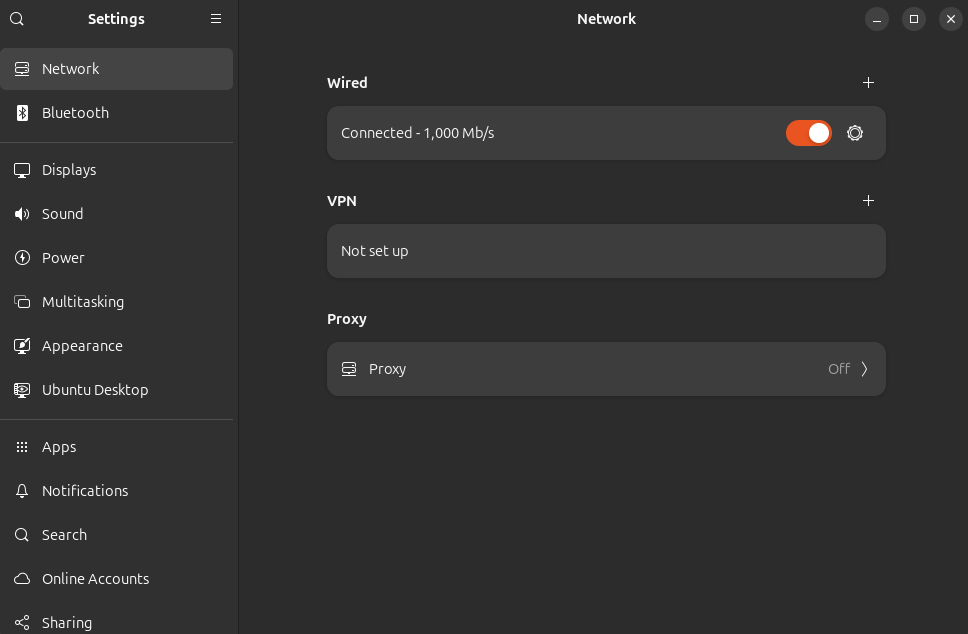 Settings
Network
Bluetooth
Displays
Sound
Power
Multitasking
Appearance
Ubuntu Desktop
Apps
Notifications
Search
Online Accounts
Sharing
Network
Wired
Connected - 1,000 Mb/s
VPN
Not set up
Proxy
Proxy Off